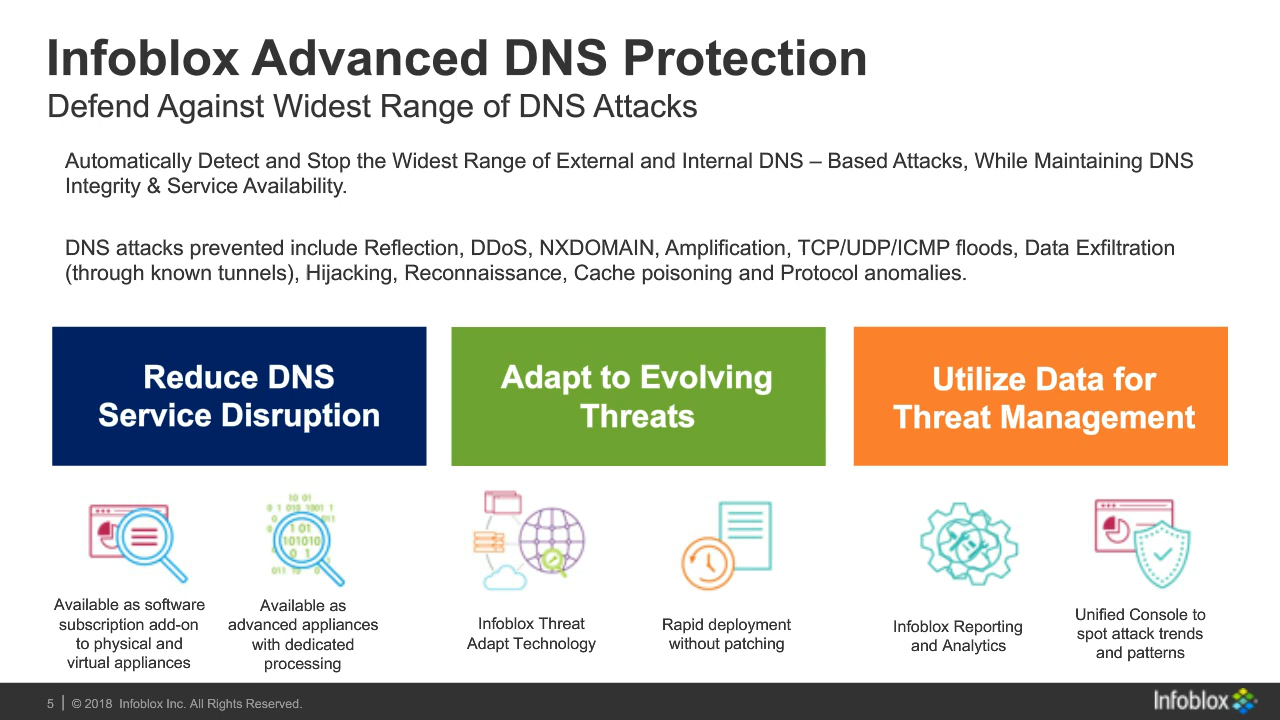 Infoblox Advanced DNS Protection
Defend Against Widest Range of DNS Attacks
Automatically Detect and Stop the Widest Range of External and Internal DNS – Based Attacks, While Maintaining DNS
Integrity & Service Availability.
DNS attacks prevented include Reflection, DDoS, NXDOMAIN, Amplification, TCP/UDP/ICMP floods, Data Exfiltration
(through known tunnels), Hijacking, Reconnaissance, Cache poisoning and Protocol anomalies.
Reduce DNS
Service Disruption
Adapt to Evolving
Threats
Utilize Data for
Threat Management
Available as software
subscription add-on
to physical and
virtual appliances
Available as
advanced appliances
with dedicated
processing
Infoblox Threat
Adapt Technology
Rapid deployment
without patching
Infoblox Reporting
and Analytics
Unified Console to
spot attack trends
and patterns
5 | © 2018 Infoblox Inc. All Rights Reserved.
Infoblox